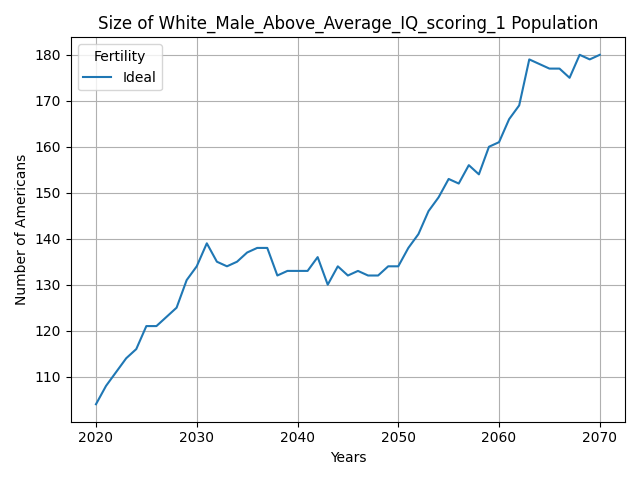 Size of White_Male_Above_Average_IQ_scoring_1 Population
Fertility
Ideal
180
170
160
150
140
130
120
110
Number of Americans
2020 2030 2040 2050 2060 2070
Years